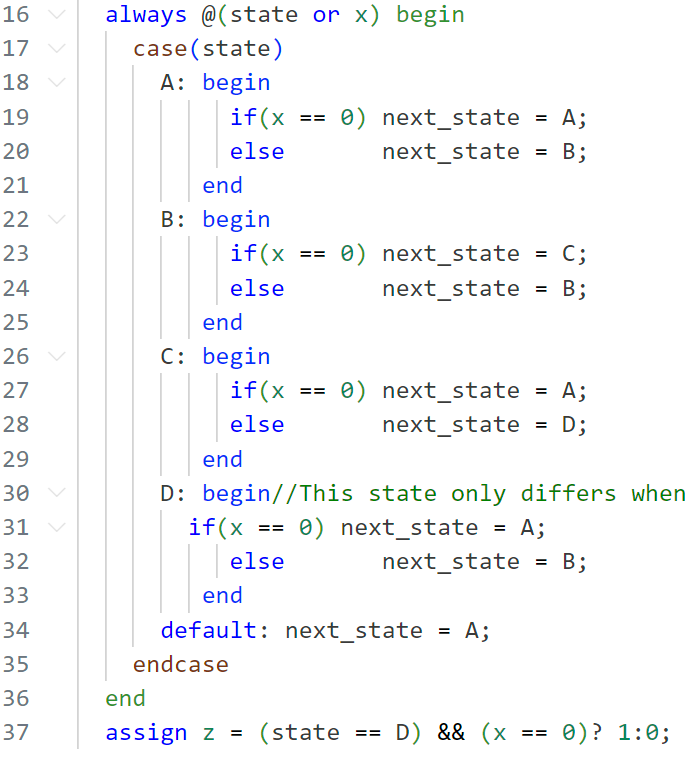 16 always @(state or x) begin
17 case(state)
18 A: begin
19 if(x == 0) next_state = A;
20 else next_state = B;
21 end
22 B: begin
23 if(x == 0) next_state = C;
24 else next_state = B;
25 end
26 C: begin
27 if(x == 0) next_state = A;
28 else next_state = D;
29 end
30 D: begin//This state only differs when
31 if(x == 0) next_state = A;
32 else next_state = B;
33 end
34 default: next_state = A;
35 endcase
36 end
37 assign z = (state == D) && (x == 0)? 1:0;